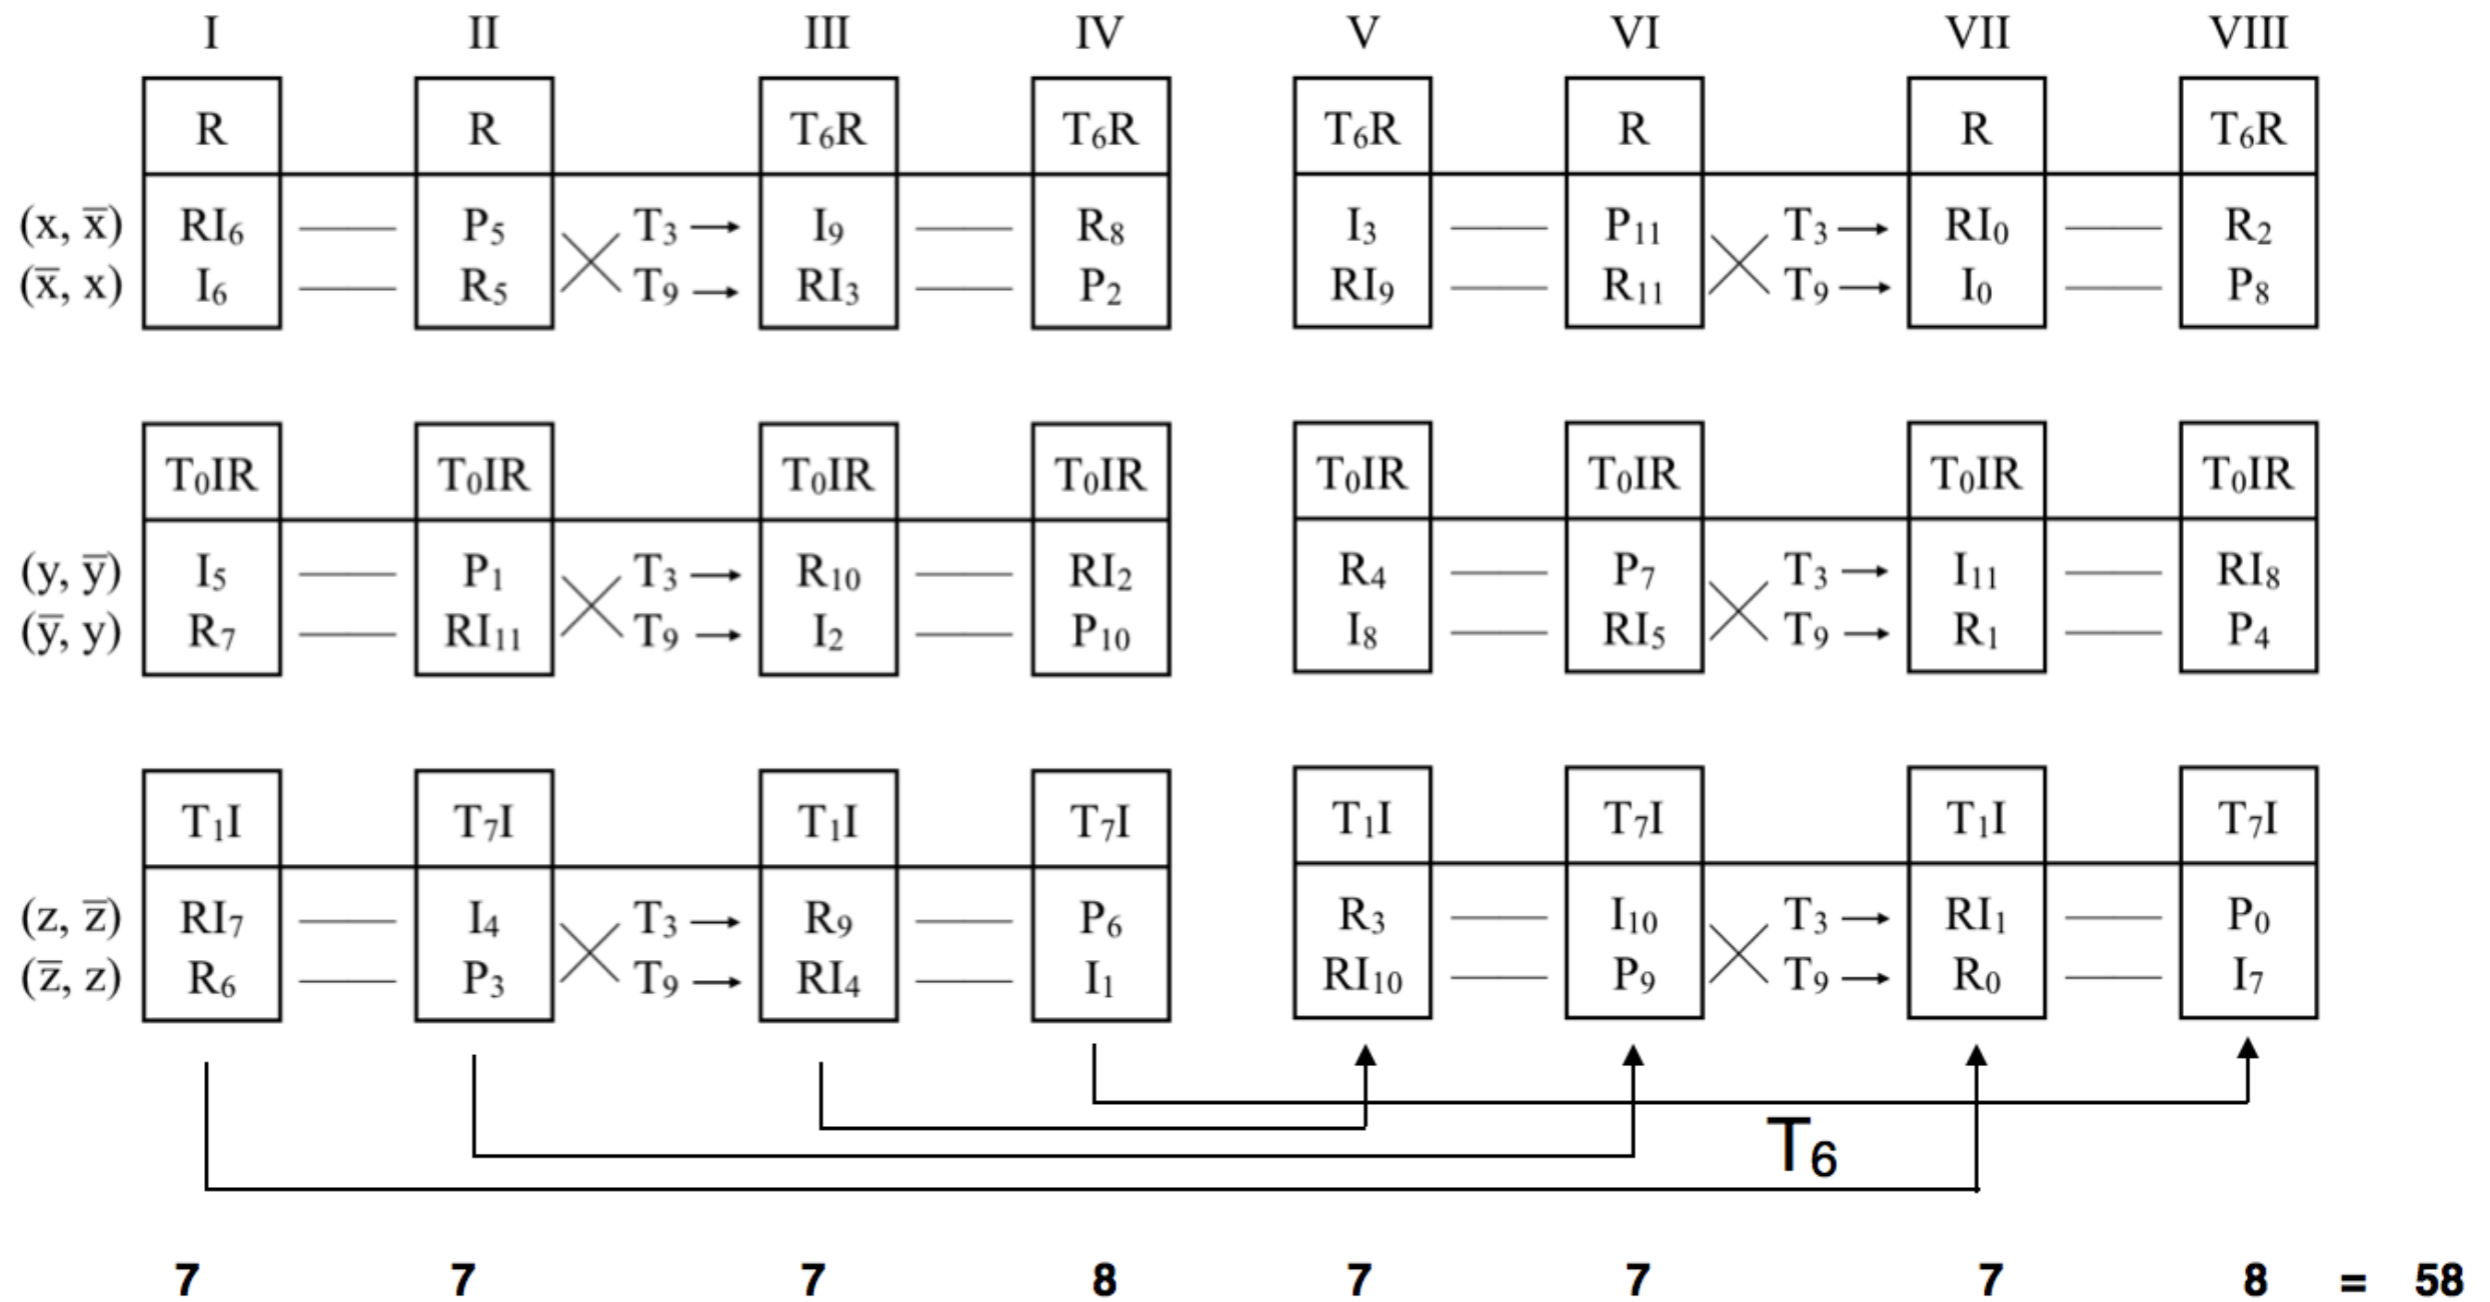 I II III IV V VI VII VIII
R R T₆R T₆R T₆R R R T₆R
(x, x̅) RI₆ P₅ T₃ I₉ R₈ I₃ P₁₁ T₃ RI₀ R₂
(x̅, x) I₆ R₅ T₉ RI₃ P₂ RI₉ R₁₁ T₉ I₀ P₈
T₀IR T₀IR T₀IR T₀IR T₀IR T₀IR T₀IR T₀IR
(y, y̅) I₅ P₁ T₃ R₁₀ RI₂ R₄ P₇ T₃ I₁₁ RI₈
(y̅, y) R₇ RI₁₁ T₉ I₂ P₁₀ I₈ RI₅ T₉ R₁ P₄
T₁I T₇I T₁I T₇I T₁I T₇I T₁I T₇I
(z, z̅) RI₇ I₄ T₃ R₉ P₆ R₃ I₁₀ T₃ RI₁ P₀
(z̅, z) R₆ P₃ T₉ RI₄ I₁ RI₁₀ P₉ T₉ R₀ I₇
T₆
7 7 7 8 7 7 7 8 = 58